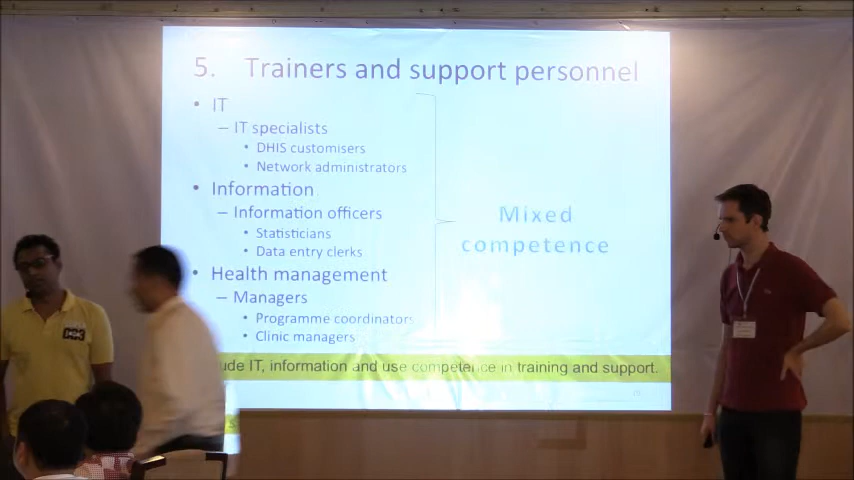 5. Trainers and support personnel
• IT
– IT specialists
• DHIS customisers
• Network administrators
• Information
– Information officers
• Statisticians
• Data entry clerks
• Health management
– Managers
• Programme coordinators
• Clinic managers
Mixed
competence
ude IT, information and use competence in training and support.